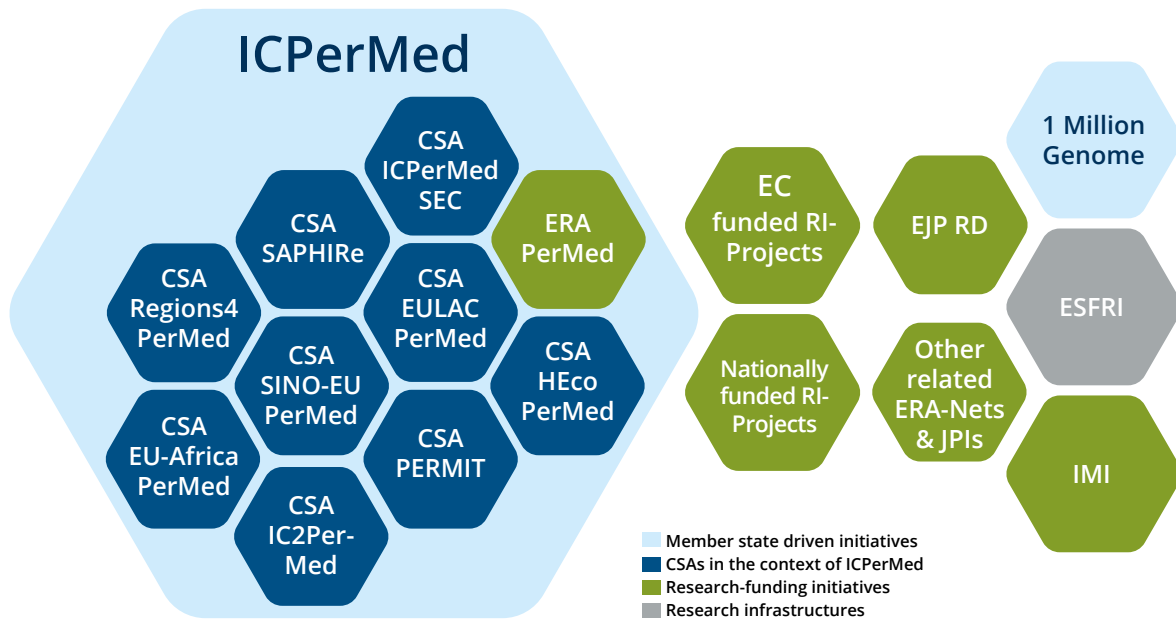 ICPerMed
CSA
ICPerMed
SEC
CSA
SAPHIRe
ERA
PerMed
CSA
Regions4
PerMed
CSA
EULAC
PerMed
CSA
SINO-EU
PerMed
CSA
HEco
PerMed
CSA
EU-Africa
PerMed
CSA
PERMIT
CSA
IC2Per-
Med
EC
funded RI-
Projects
EJP RD
1 Million
Genome
ESFRI
Nationally
funded RI-
Projects
Other
related
ERA-Nets
& JPIs
IMI
Member state driven initiatives
CSAs in the context of ICPerMed
Research-funding initiatives
Research infrastructures